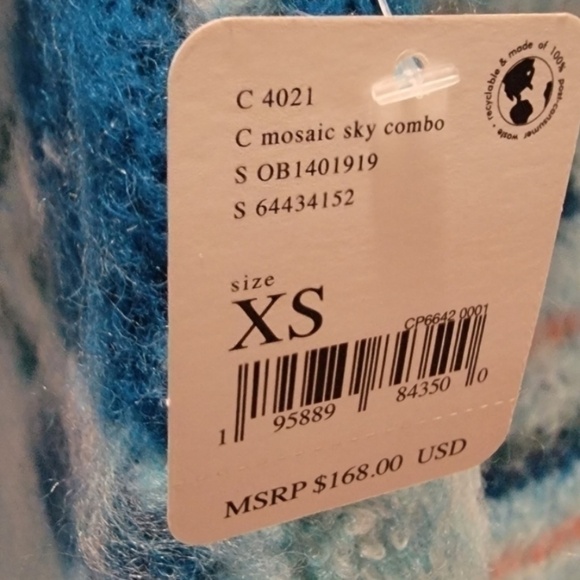 recyclable & made of 100% post-consumer waste •
C 4021
C mosaic sky combo
S OB1401919
S 64434152
size
XS
CP6642 0001
1 95889 84350 0
MSRP $168.00 USD